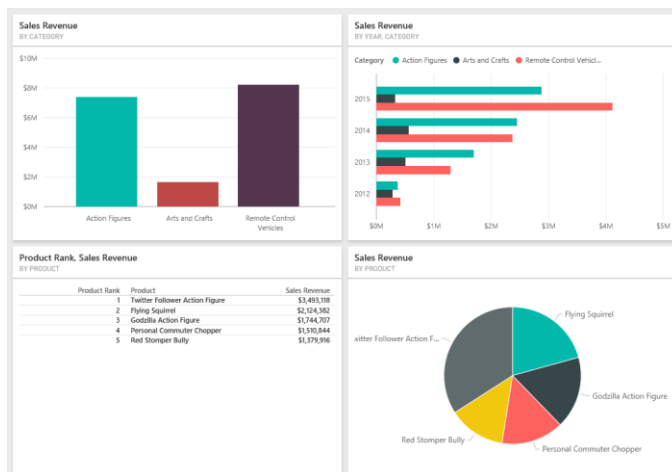 Sales Revenue
BY CATEGORY
$10M
$8M
$6M
$4M
$2M
$0M
Action Figures
Arts and Crafts
Remote Control
Vehicles
Sales Revenue
BY YEAR, CATEGORY
Category Action Figures Arts and Crafts Remote Control Vehicl...
2015
2014
2013
2012
$0M $1M $2M $3M $4M $5M
Product Rank, Sales Revenue
BY PRODUCT
Product Rank Product Sales Revenue
1 Twitter Follower Action Figure $3,493,118
2 Flying Squirrel $2,124,382
3 Godzilla Action Figure $1,744,707
4 Personal Commuter Chopper $1,510,844
5 Red Stomper Bully $1,379,916
Sales Revenue
BY PRODUCT
Flying Squirrel
witter Follower Action F...
Godzilla Action Figure
Red Stomper Bully
Personal Commuter Chopper